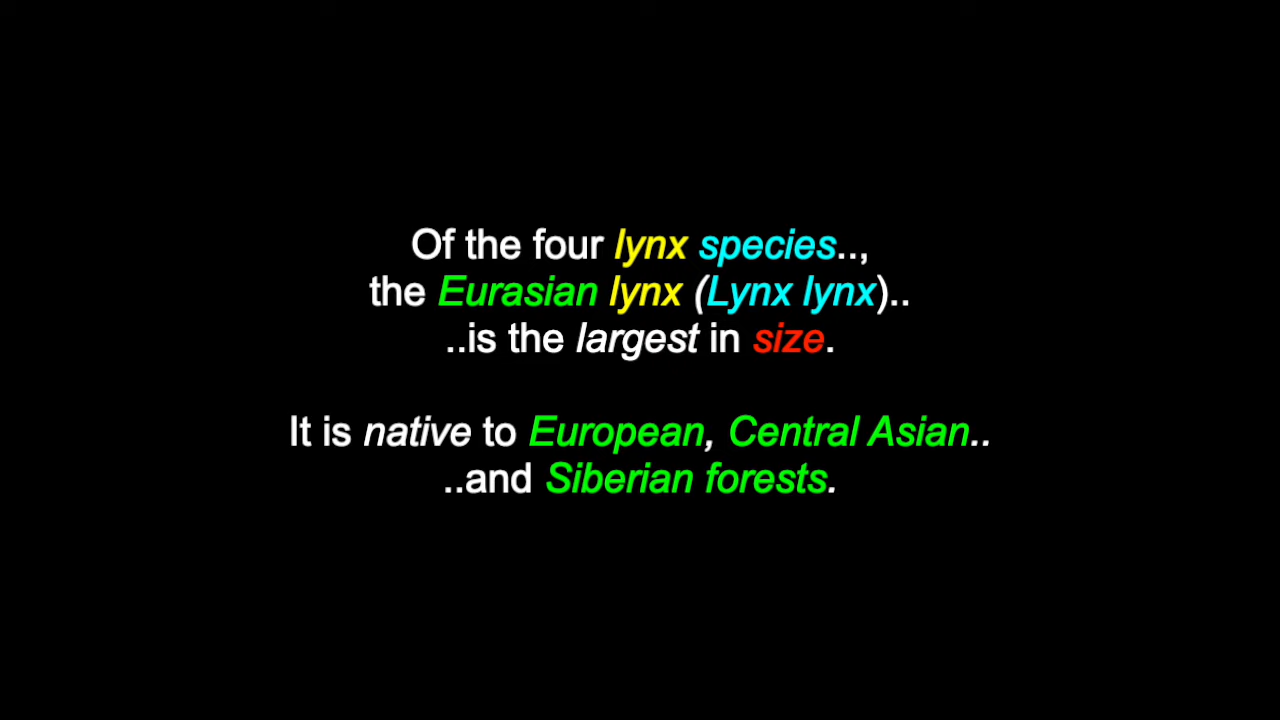 Of the four lynx species..,
the Eurasian lynx (Lynx lynx)..
..is the largest in size.
It is native to European, Central Asian..
..and Siberian forests.